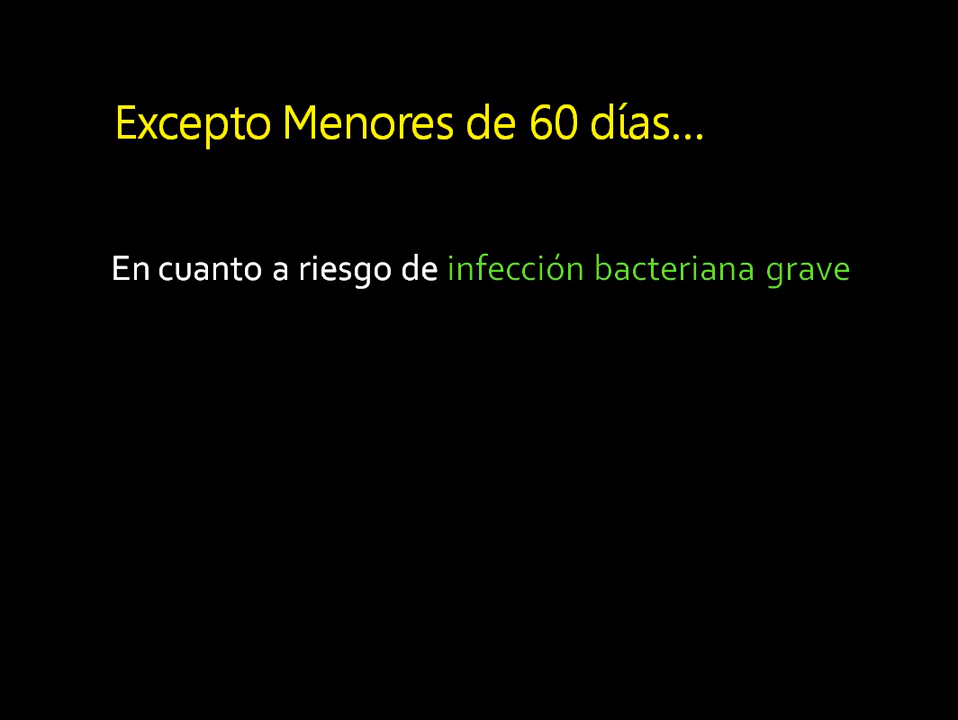 Excepto Menores de 60 días...
En cuanto a riesgo de infección bacteriana grave